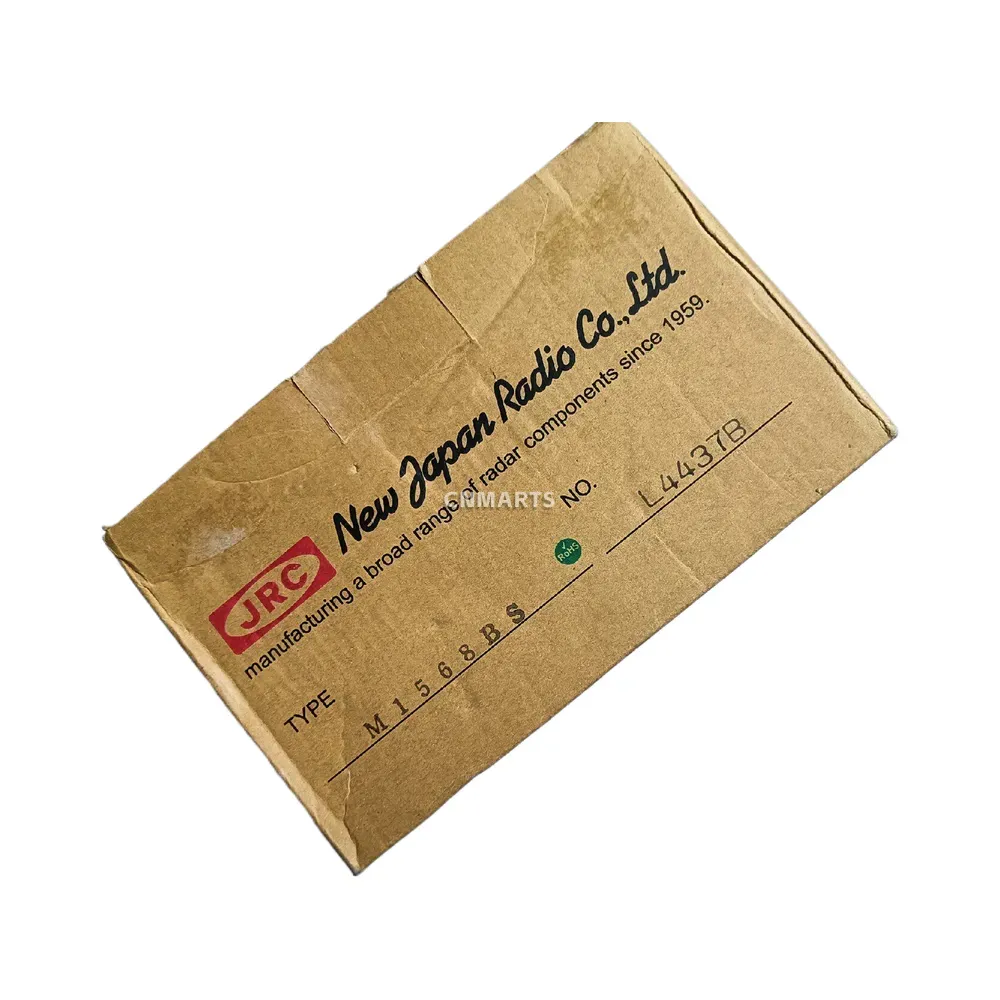 JRC New Japan Radio Co.,Ltd.
manufacturing a broad range of radar components since 1959.
CNMARTS
TYPE M1568BS RoHS NO. L4437B